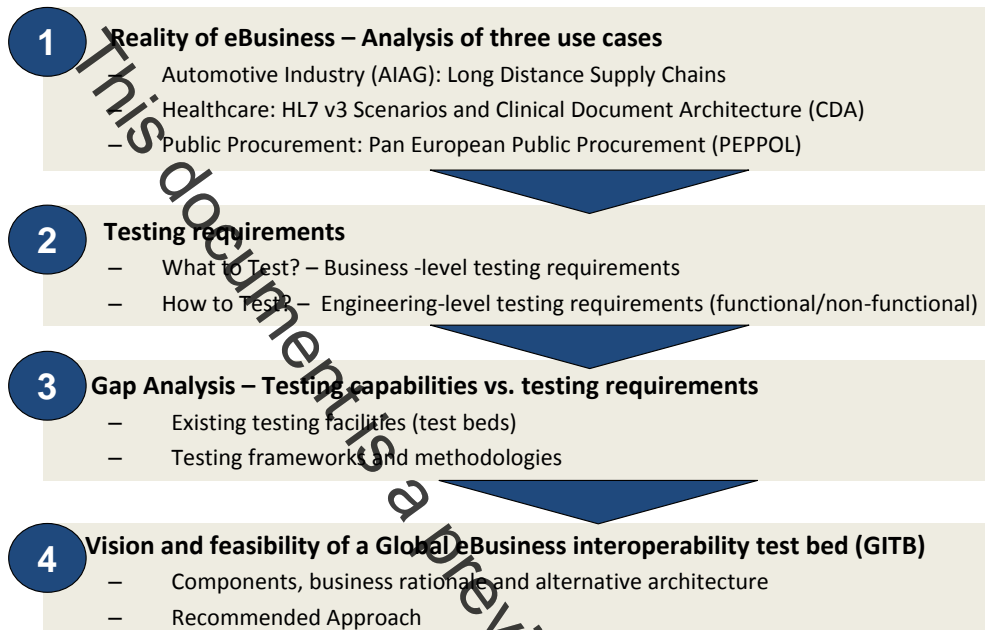 1 Reality of eBusiness – Analysis of three use cases
– Automotive Industry (AIAG): Long Distance Supply Chains
– Healthcare: HL7 v3 Scenarios and Clinical Document Architecture (CDA)
– Public Procurement: Pan European Public Procurement (PEPPOL)
2 Testing requirements
– What to Test? – Business -level testing requirements
– How to Test? – Engineering-level testing requirements (functional/non-functional)
3 Gap Analysis – Testing capabilities vs. testing requirements
– Existing testing facilities (test beds)
– Testing frameworks and methodologies
4 Vision and feasibility of a Global eBusiness interoperability test bed (GITB)
– Components, business rationale and alternative architecture
– Recommended Approach
This document is a previ